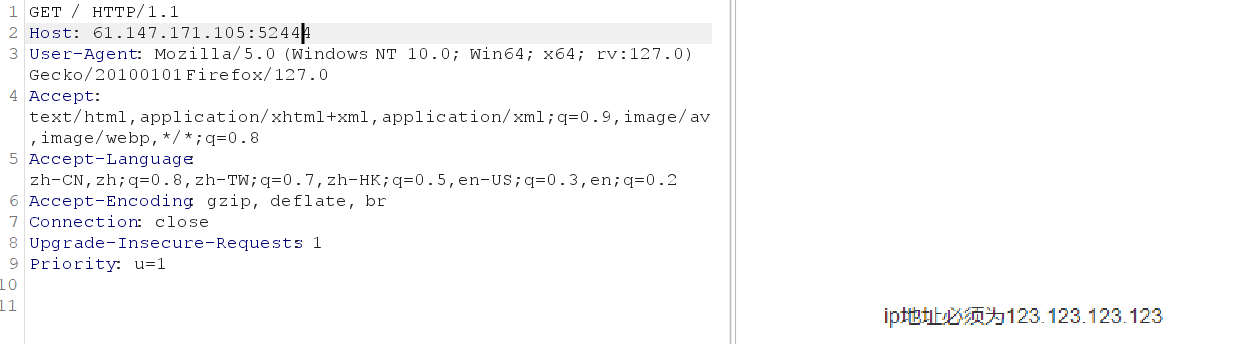 1 GET / HTTP/1.1
2 Host: 61.147.171.105:52444
3 User-Agent: Mozilla/5.0 (Windows NT 10.0; Win64; x64; rv:127.0)
Gecko/20100101 Firefox/127.0
4 Accept:
text/html,application/xhtml+xml,application/xml;q=0.9,image/av
,image/webp,*/*;q=0.8
5 Accept-Language:
zh-CN,zh;q=0.8,zh-TW;q=0.7,zh-HK;q=0.5,en-US;q=0.3,en;q=0.2
6 Accept-Encoding: gzip, deflate, br
7 Connection: close
8 Upgrade-Insecure-Requests: 1
9 Priority: u=1
10
11
ip地址必须为123.123.123.123